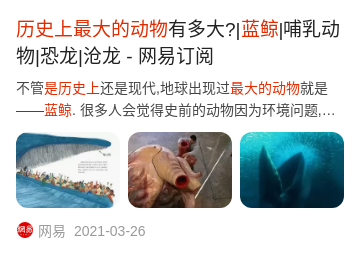 历史上最大的动物有多大?|蓝鲸|哺乳动
物|恐龙|沧龙 - 网易订阅
不管是历史上还是现代,地球出现过最大的动物就是
——蓝鲸. 很多人会觉得史前的动物因为环境问题,…
网易 网易 2021-03-26